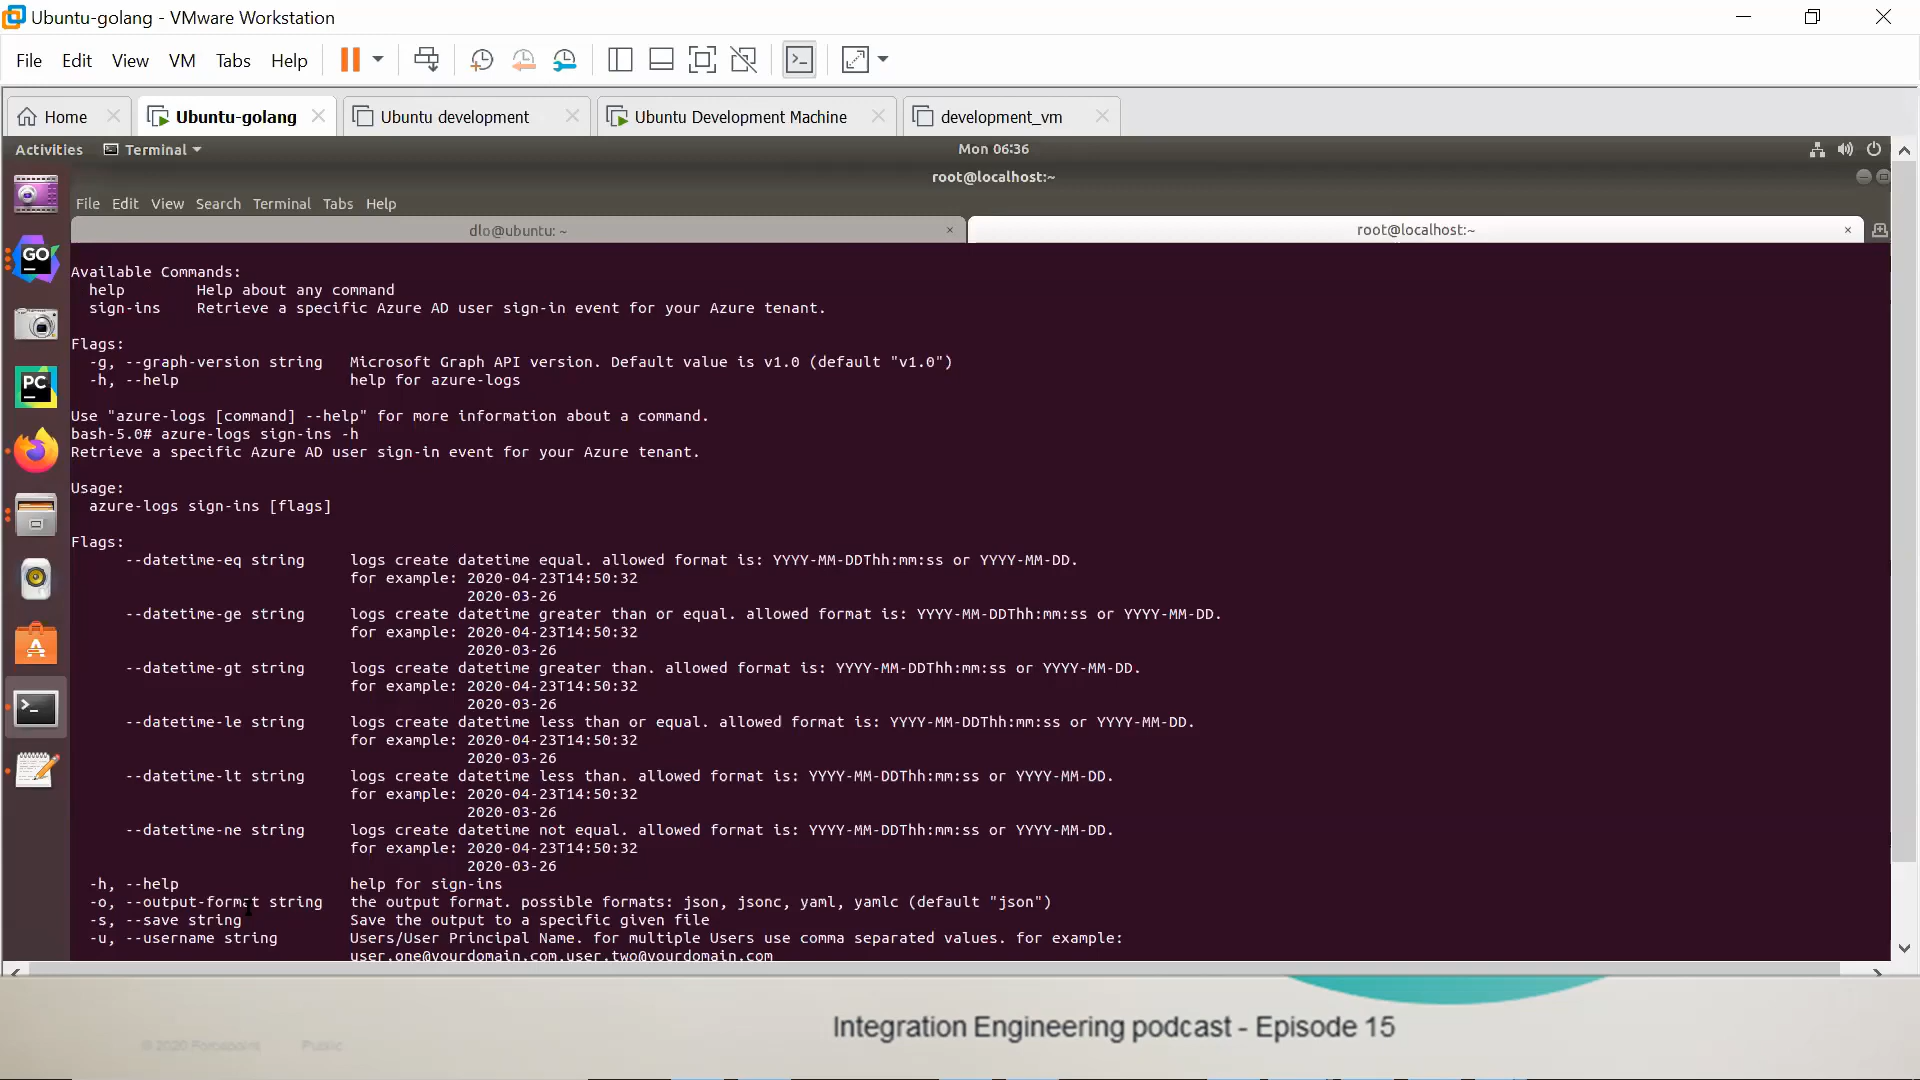 Ubuntu-golang - VMware Workstation
File Edit View VM Tabs Help
Home Ubuntu-golang Ubuntu development Ubuntu Development Machine development_vm
Activities Terminal Mon 06:36
root@localhost:~
File Edit View Search Terminal Tabs Help
dlo@ubuntu: ~ root@localhost:~
Available Commands:
help Help about any command
sign-ins Retrieve a specific Azure AD user sign-in event for your Azure tenant.
Flags:
-g, --graph-version string Microsoft Graph API version. Default value is v1.0 (default "v1.0")
-h, --help help for azure-logs
Use "azure-logs [command] --help" for more information about a command.
bash-5.0# azure-logs sign-ins -h
Retrieve a specific Azure AD user sign-in event for your Azure tenant.
Usage:
azure-logs sign-ins [flags]
Flags:
--datetime-eq string logs create datetime equal. allowed format is: YYYY-MM-DDThh:mm:ss or YYYY-MM-DD.
for example: 2020-04-23T14:50:32
2020-03-26
--datetime-ge string logs create datetime greater than or equal. allowed format is: YYYY-MM-DDThh:mm:ss or YYYY-MM-DD.
for example: 2020-04-23T14:50:32
2020-03-26
--datetime-gt string logs create datetime greater than. allowed format is: YYYY-MM-DDThh:mm:ss or YYYY-MM-DD.
for example: 2020-04-23T14:50:32
2020-03-26
--datetime-le string logs create datetime less than or equal. allowed format is: YYYY-MM-DDThh:mm:ss or YYYY-MM-DD.
for example: 2020-04-23T14:50:32
2020-03-26
--datetime-lt string logs create datetime less than. allowed format is: YYYY-MM-DDThh:mm:ss or YYYY-MM-DD.
for example: 2020-04-23T14:50:32
2020-03-26
--datetime-ne string logs create datetime not equal. allowed format is: YYYY-MM-DDThh:mm:ss or YYYY-MM-DD.
for example: 2020-04-23T14:50:32
2020-03-26
-h, --help help for sign-ins
-o, --output-format string the output format. possible formats: json, jsonc, yaml, yamlc (default "json")
-s, --save string Save the output to a specific given file
-u, --username string Users/User Principal Name. for multiple Users use comma separated values. for example:
user.one@yourdomain.com,user.two@yourdomain.com
GO
PC
Integration Engineering podcast - Episode 15
© 2020 Forcepoint Public